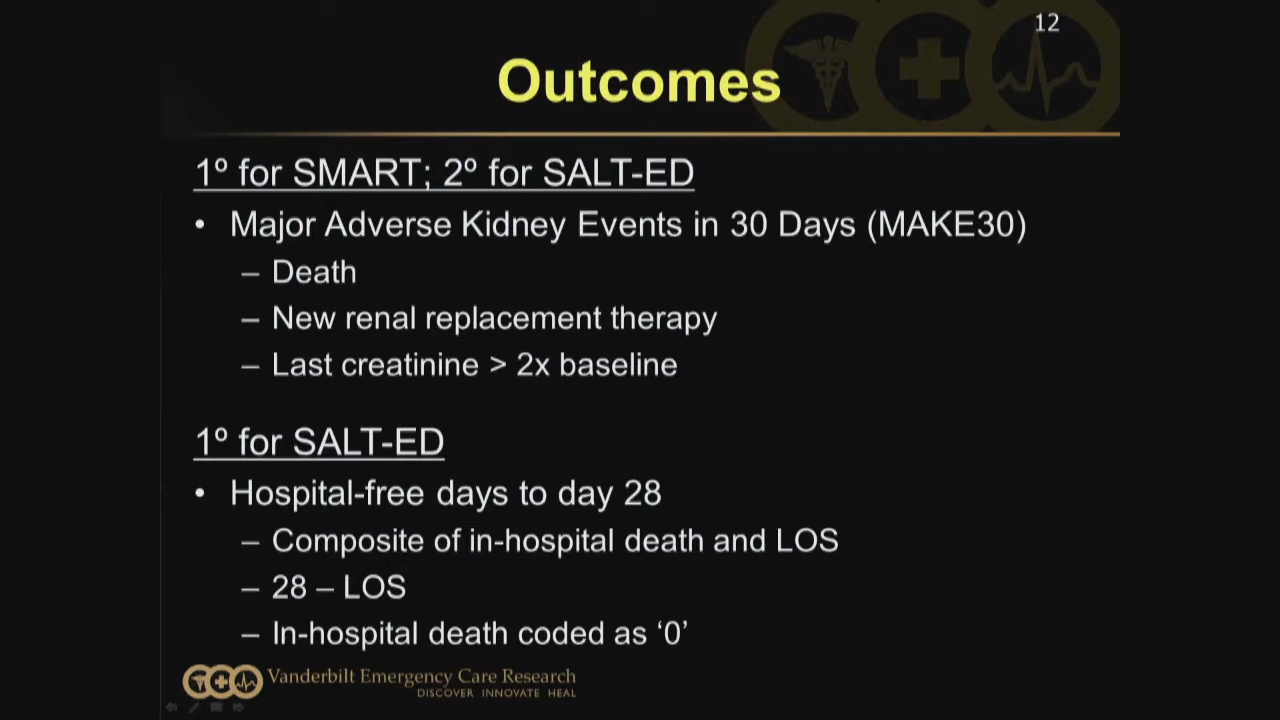 12
Outcomes
1º for SMART; 2º for SALT-ED
• Major Adverse Kidney Events in 30 Days (MAKE30)
– Death
– New renal replacement therapy
– Last creatinine > 2x baseline
1º for SALT-ED
• Hospital-free days to day 28
– Composite of in-hospital death and LOS
– 28 – LOS
– In-hospital death coded as ‘0’
Vanderbilt Emergency Care Research
DISCOVER INNOVATE HEAL